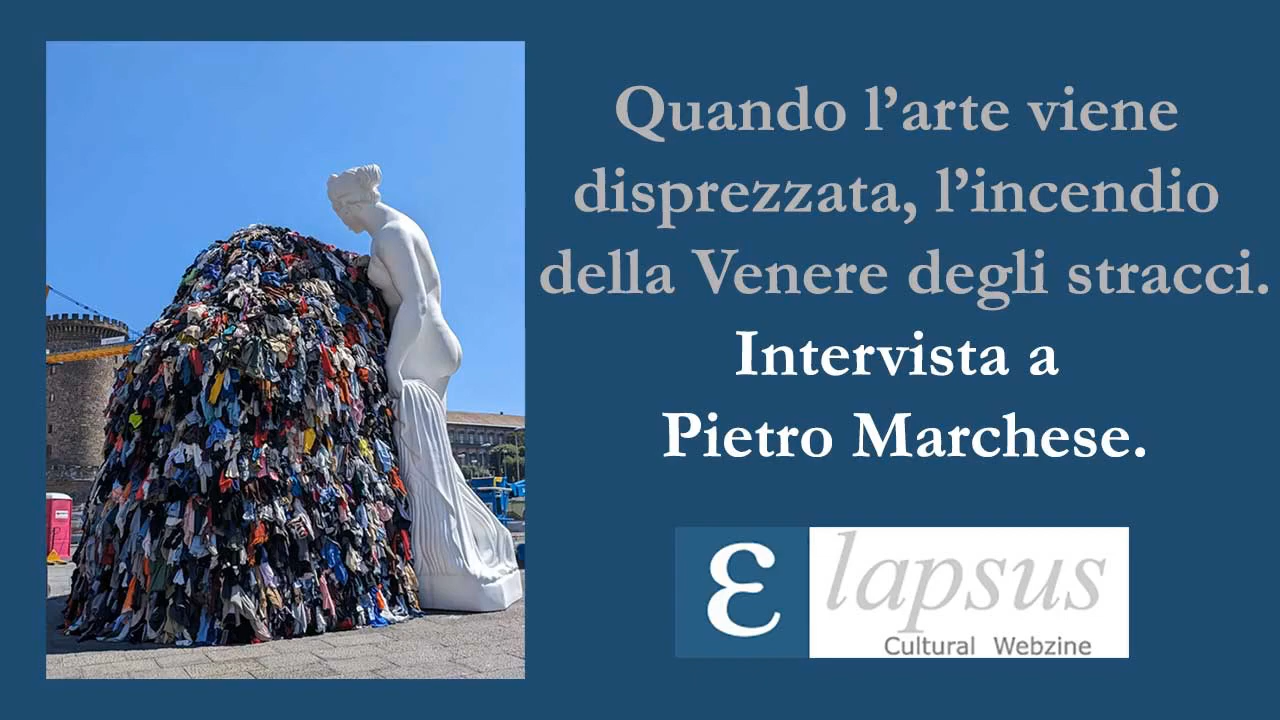 Quando l’arte viene
disprezzata, l’incendio
della Venere degli stracci.
Intervista a
Pietro Marchese.
ε lapsus
Cultural Webzine